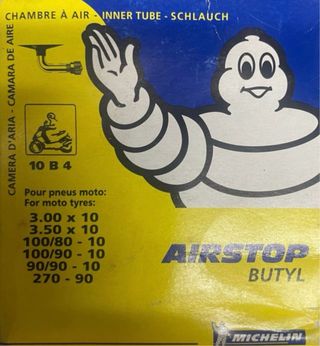 CHAMBRE À AIR - INNER TUBE - SCHLAUCH
CAMERA D'ARIA - CAMARA DE AIRE
10 B 4
Pour pneus moto:
For moto tyres:
3.00 x 10
3.50 x 10
100/80 - 10
100/90 - 10
90/90 - 10
270 - 90
AIRSTOP
BUTYL
MICHELIN